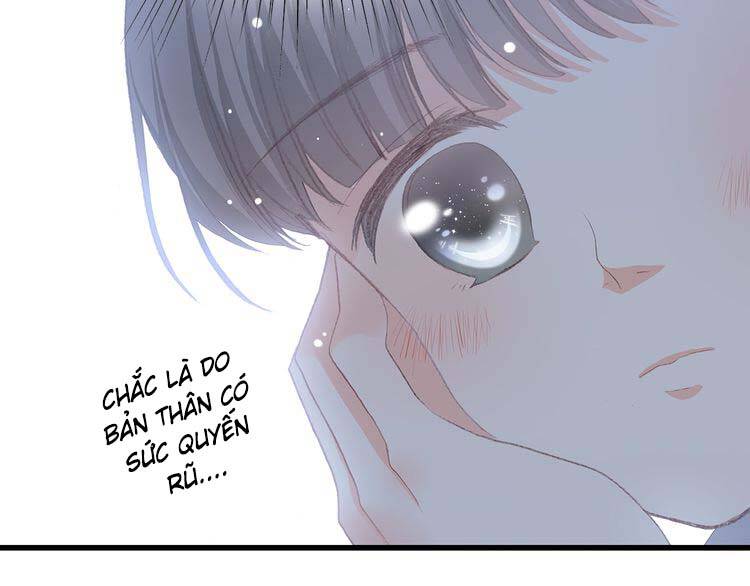 CHẮC LÀ DO
BẢN THÂN CÓ
SỨC QUYẾN
RŨ....